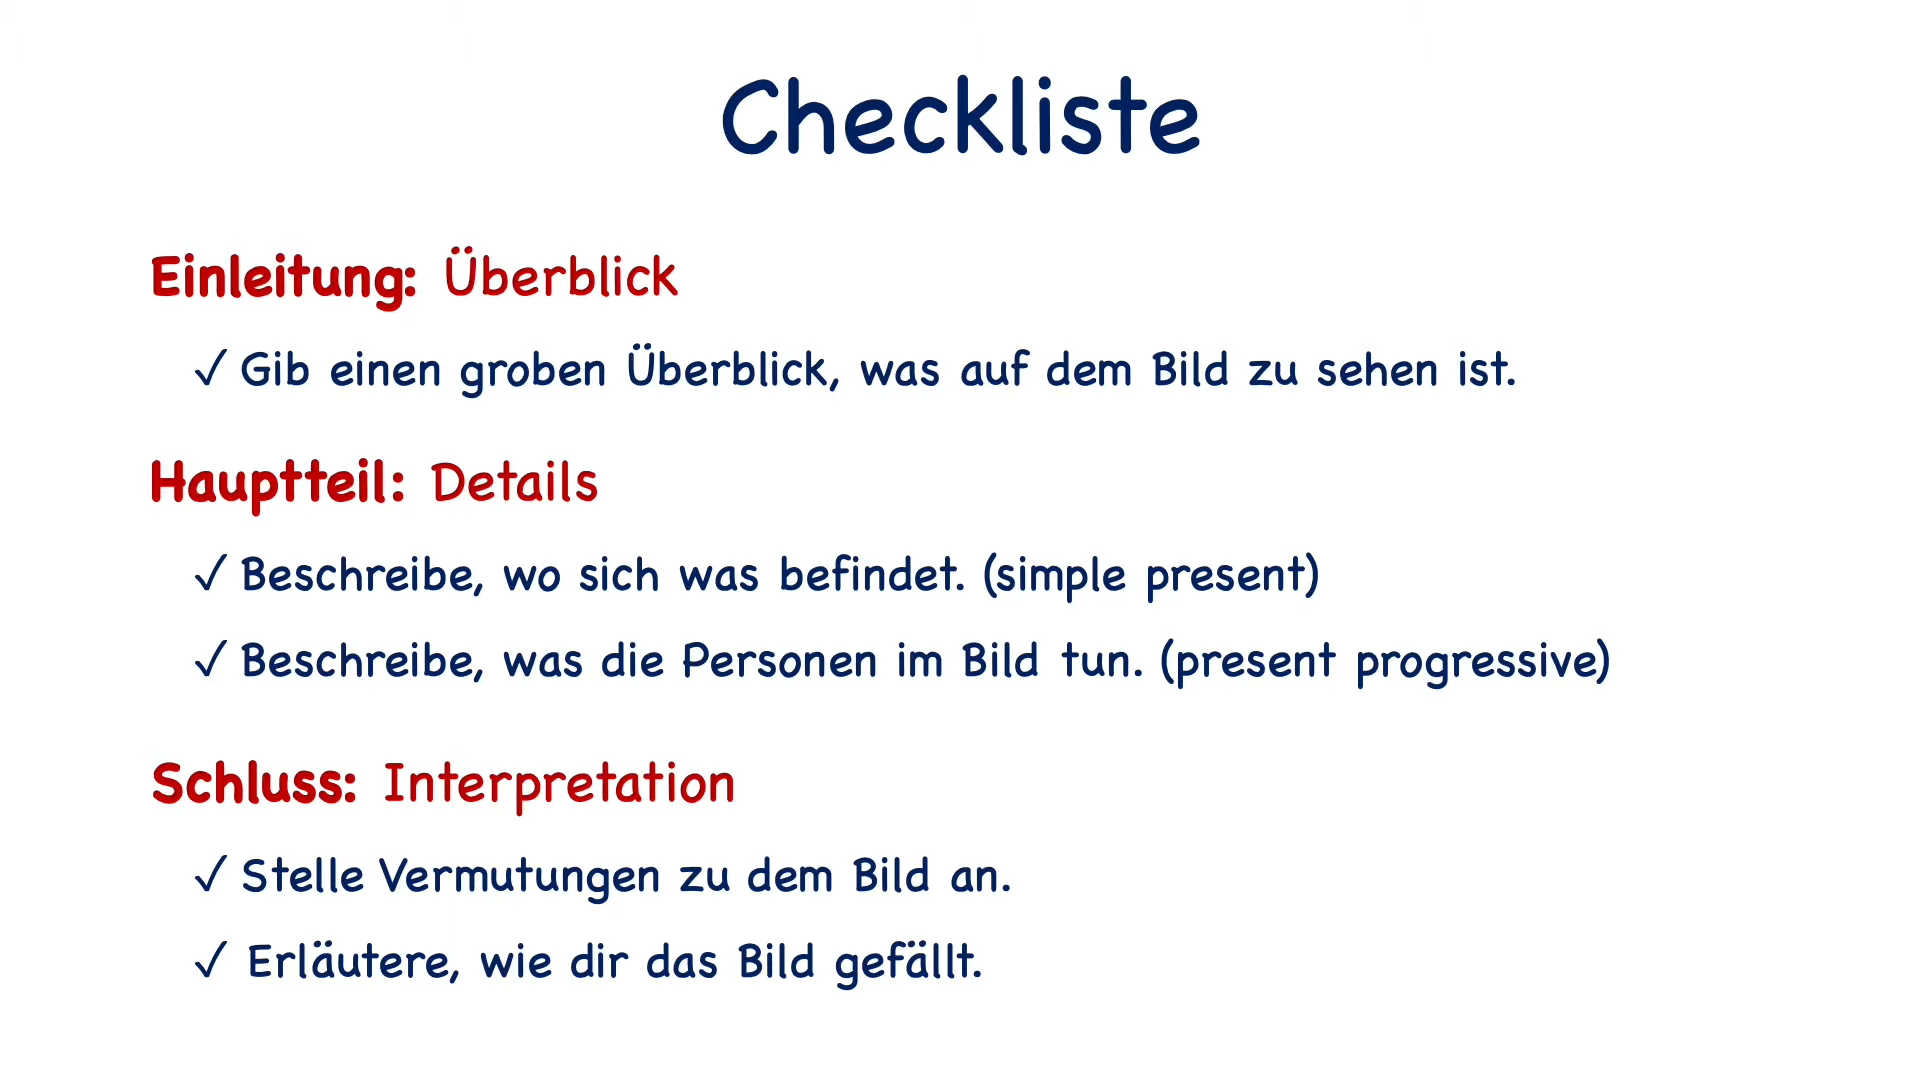 Checkliste
Einleitung: Überblick
✓ Gib einen groben Überblick, was auf dem Bild zu sehen ist.
Hauptteil: Details
✓ Beschreibe, wo sich was befindet. (simple present)
✓ Beschreibe, was die Personen im Bild tun. (present progressive)
Schluss: Interpretation
✓ Stelle Vermutungen zu dem Bild an.
✓ Erläutere, wie dir das Bild gefällt.